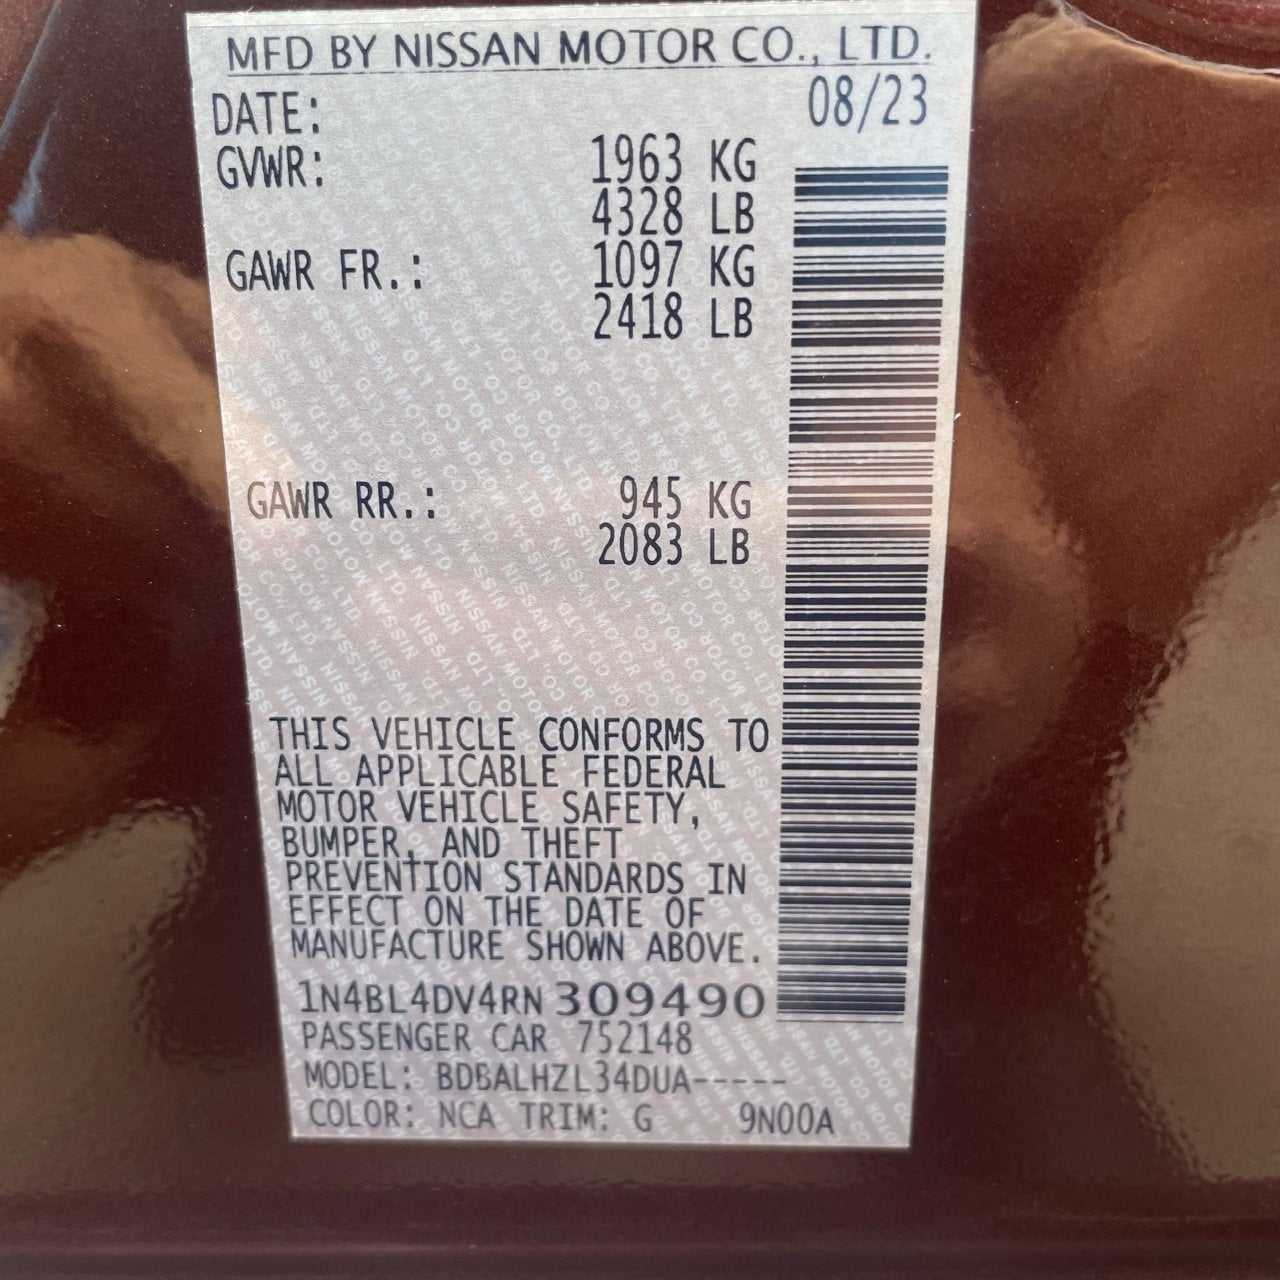 MFD BY NISSAN MOTOR CO., LTD.
DATE: 08/23
GVWR: 1963 KG
4328 LB
GAWR FR.: 1097 KG
2418 LB
GAWR RR.: 945 KG
2083 LB
THIS VEHICLE CONFORMS TO
ALL APPLICABLE FEDERAL
MOTOR VEHICLE SAFETY,
BUMPER, AND THEFT
PREVENTION STANDARDS IN
EFFECT ON THE DATE OF
MANUFACTURE SHOWN ABOVE.
1N4BL4DV4RN309490
PASSENGER CAR 752148
MODEL: BDBALHZL34DUA-----
COLOR: NCA TRIM: G 9N00A